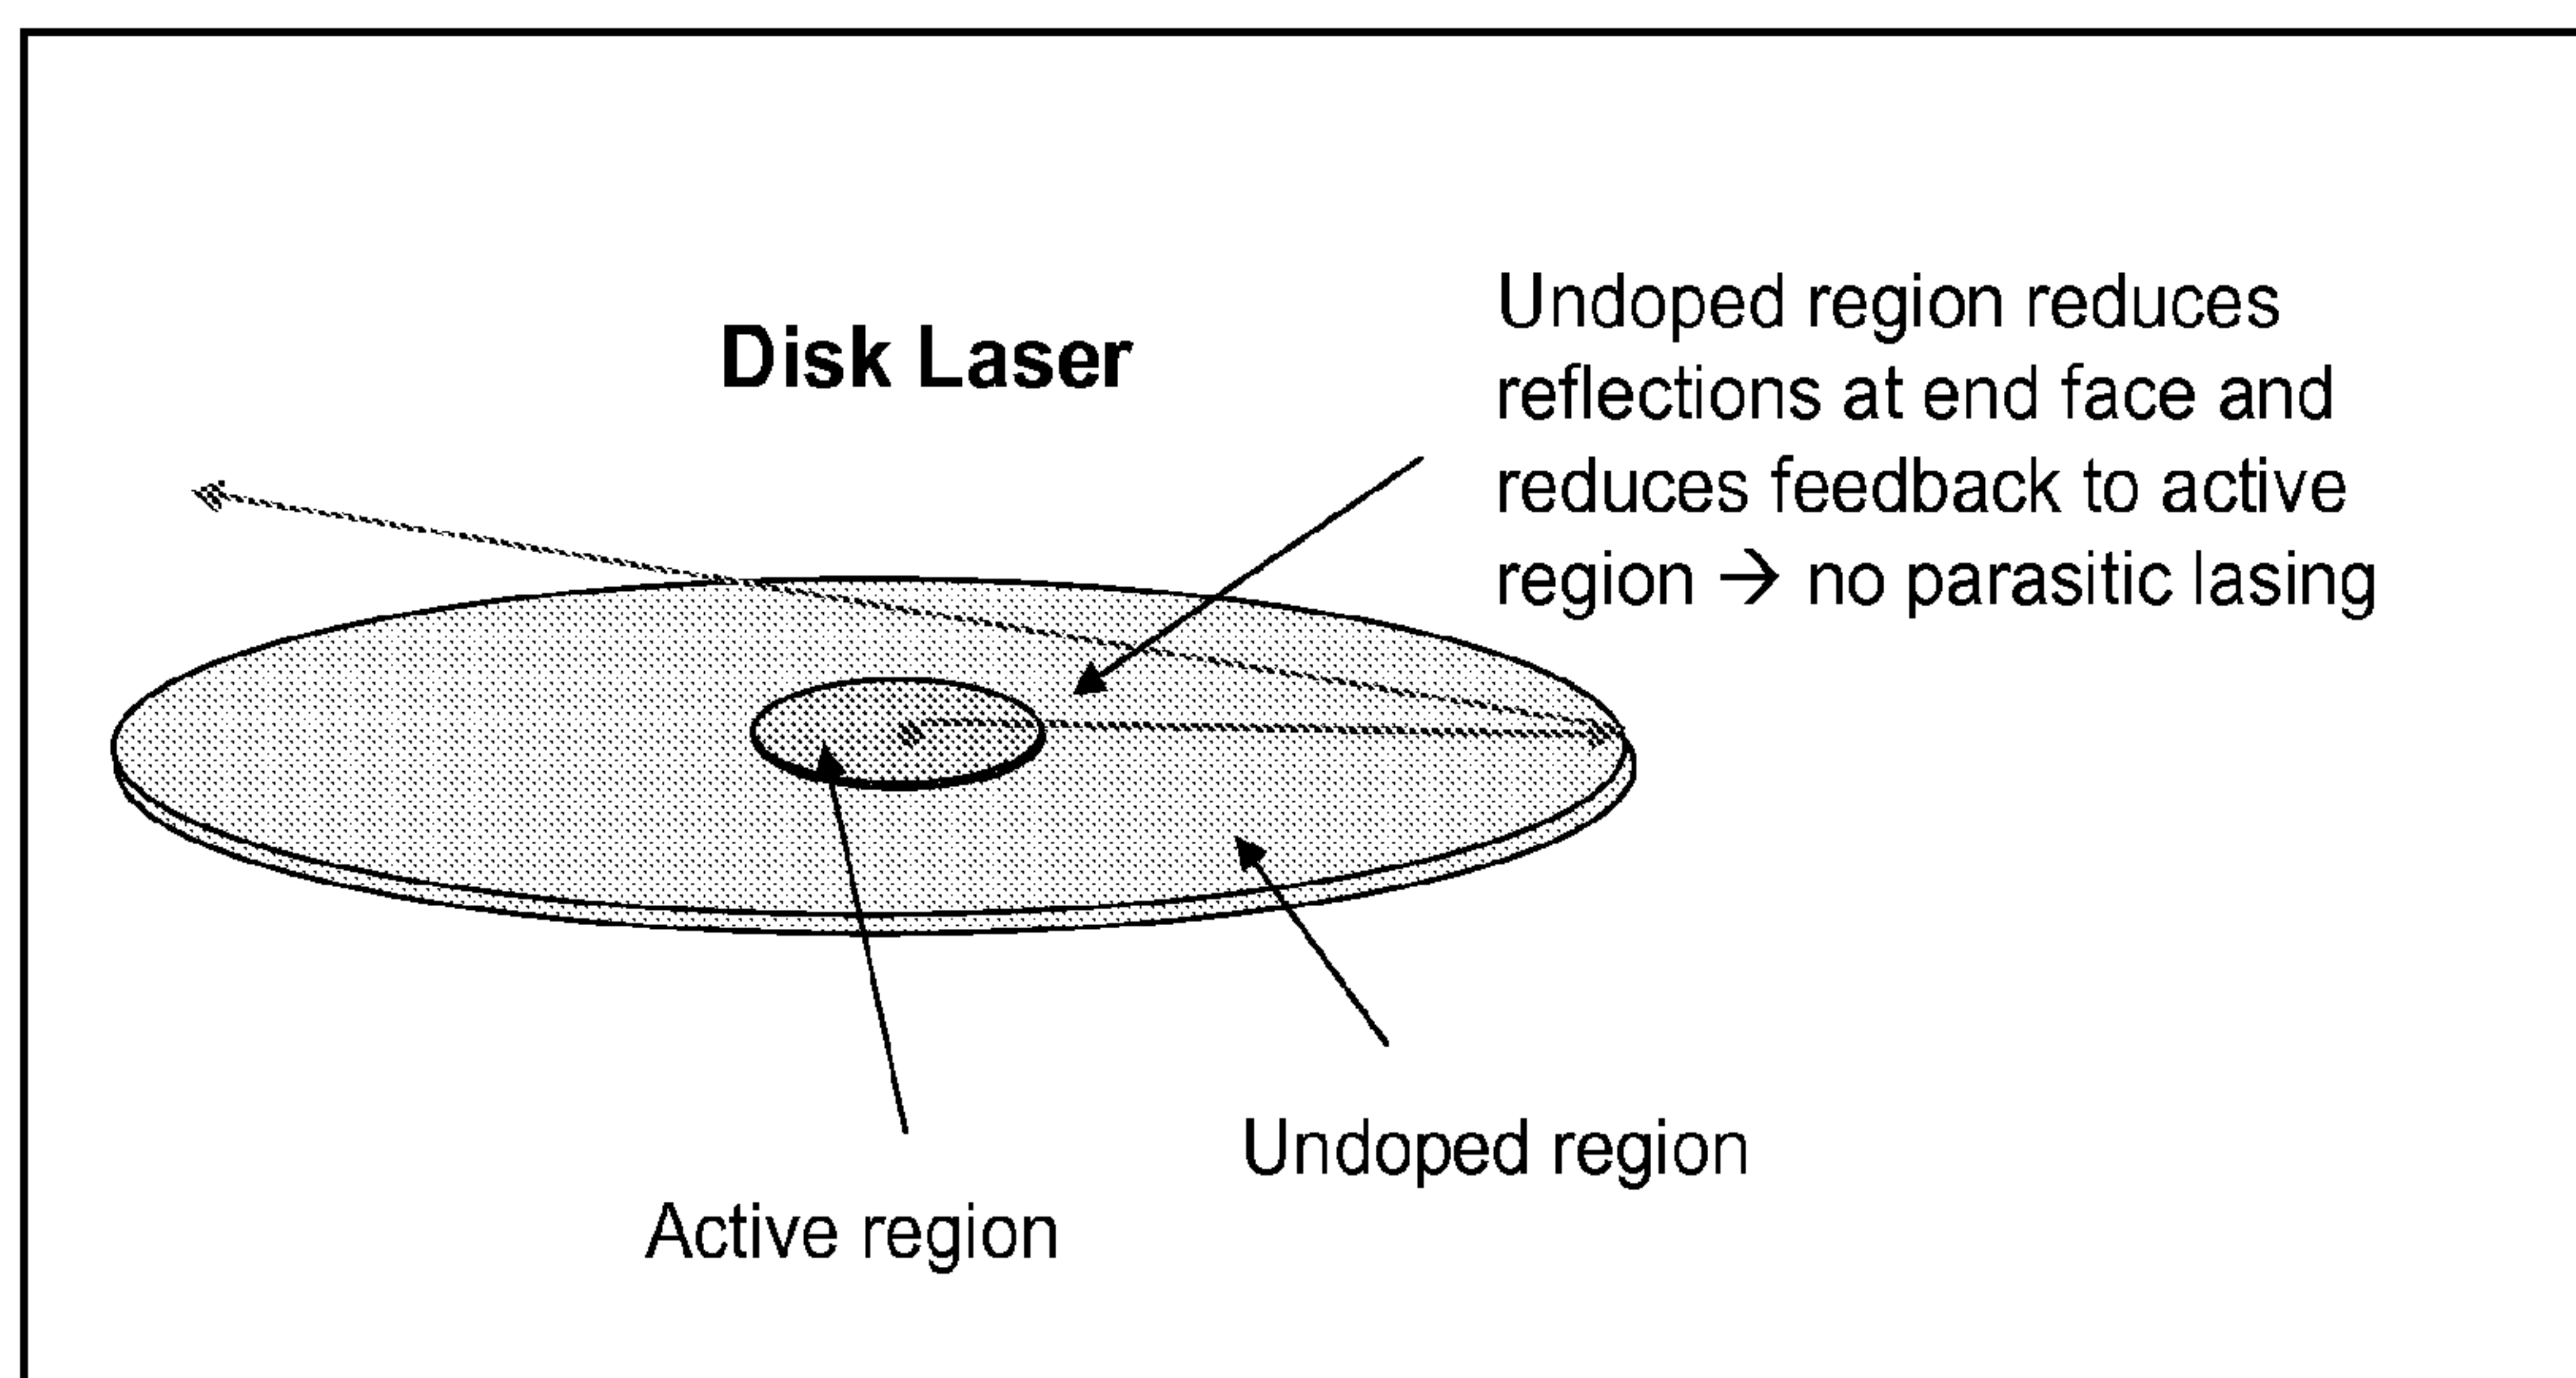 Disk Laser
Undoped region reduces
reflections at end face and
reduces feedback to active
region → no parasitic lasing
Undoped region
Active region